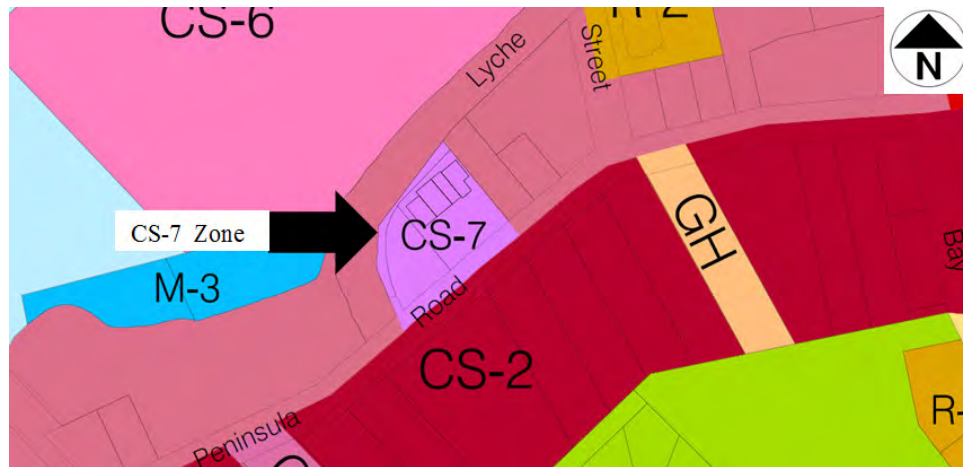 CS-6
Lyche
Street
N
CS-7 Zone
CS-7
M-3
Road
GH
Bay
CS-2
Peninsula